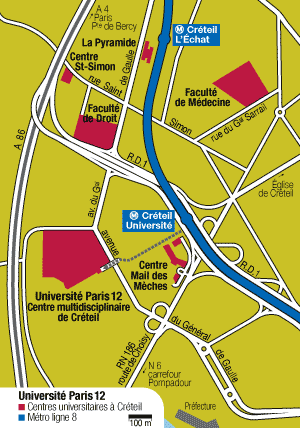 A 4
Paris
Pte de Bercy
M Créteil
L'Échat
La Pyramide
Centre
St-Simon
de Gaulle
rue Saint
Simon
Faculté
de Médecine
Faculté
de Droit
rue du Gal Sarrail
A 86
R.D.1
av. du Gal
Église
de Créteil
M Créteil
Université
avenue
Centre
Mail des
Mèches
R.D.1
Université Paris 12
Centre multidisciplinaire
de Créteil
du Général
de Gaulle
RN 186
route de Choisy
N 6
carrefour
Pompadour
Université Paris 12
Centres universitaires à Créteil
Métro ligne 8
100 m
Préfecture